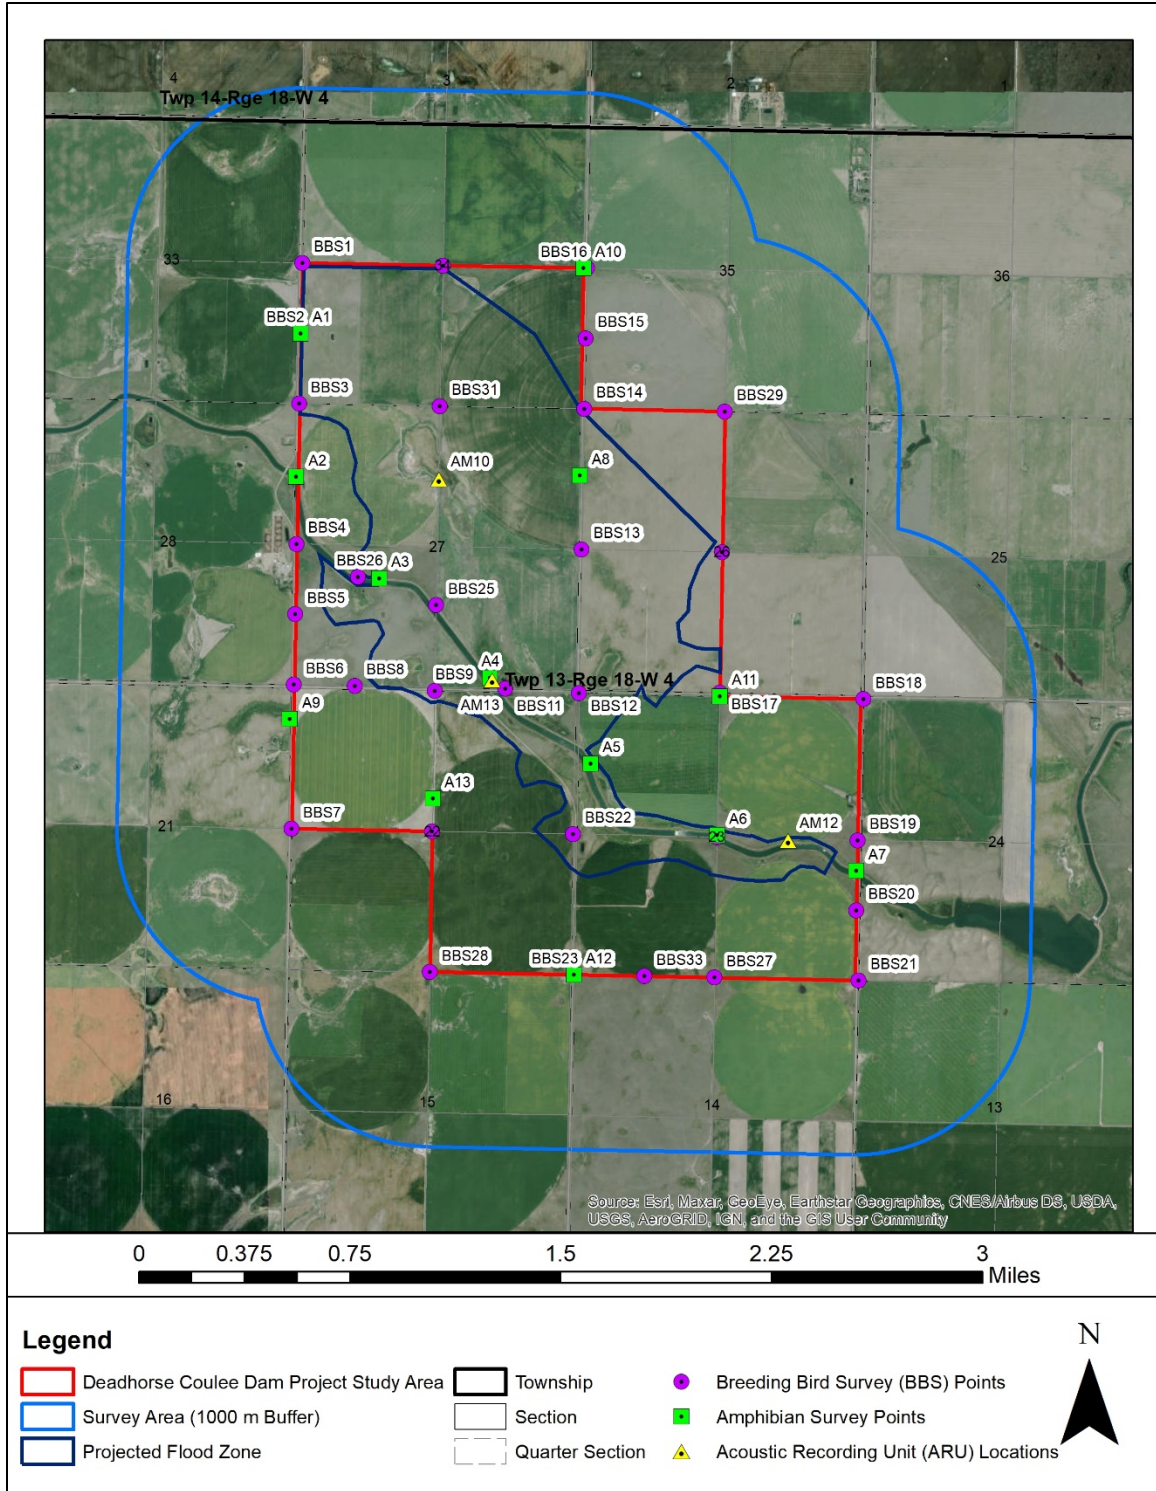 4
3
2
1
Twp 14-Rge 18-W 4
BBS1
BBS16
A10
33
35
36
BBS2
A1
BBS15
BBS3
BBS31
BBS14
BBS29
A2
AM10
A8
BBS4
BBS13
28
27
26
25
BBS26
A3
BBS5
BBS25
A4
BBS6
BBS8
BBS9
Twp 13-Rge 18-W 4
A11
BBS18
AM13
BBS11
BBS12
BBS17
A9
A5
A13
BBS7
21
22
BBS22
A6
23
AM12
BBS19
24
A7
BBS20
BBS28
BBS23
A12
BBS33
BBS27
BBS21
16
15
14
13
Source: Esri, Maxar, GeoEye, Earthstar Geographics, CNES/Airbus DS, USDA,
USGS, AeroGRID, IGN, and the GIS User Community
0 0.375 0.75 1.5 2.25 3
Miles
Legend
N
Deadhorse Coulee Dam Project Study Area
Survey Area (1000 m Buffer)
Projected Flood Zone
Township
Section
Quarter Section
Breeding Bird Survey (BBS) Points
Amphibian Survey Points
Acoustic Recording Unit (ARU) Locations